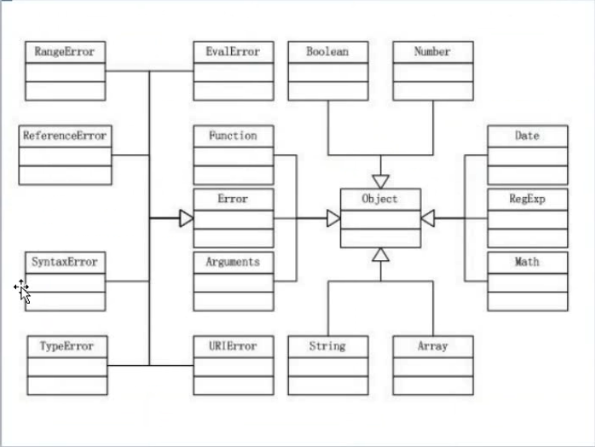 RangeError
EvalError
Boolean
Number
ReferenceError
Function
Date
Error
Object
RegExp
SyntaxError
Arguments
Math
TypeError
URIError
String
Array